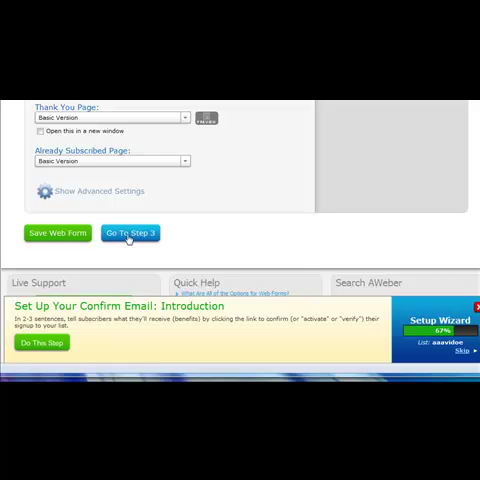 Thank You Page:
Basic Version
PREVIEW
Open this in a new window
Already Subscribed Page:
Basic Version
Show Advanced Settings
Save Web Form
Go To Step 3
Live Support
Quick Help
Search AWeber
What Are All of the Options for Web Forms?
Set Up Your Confirm Email: Introduction
In 2-3 sentences, tell subscribers what they'll receive (benefits) by clicking the link to confirm (or "activate" or "verify") their
signup to your list.
Do This Step
X
Setup Wizard
67%
List: aaavidoe
Skip